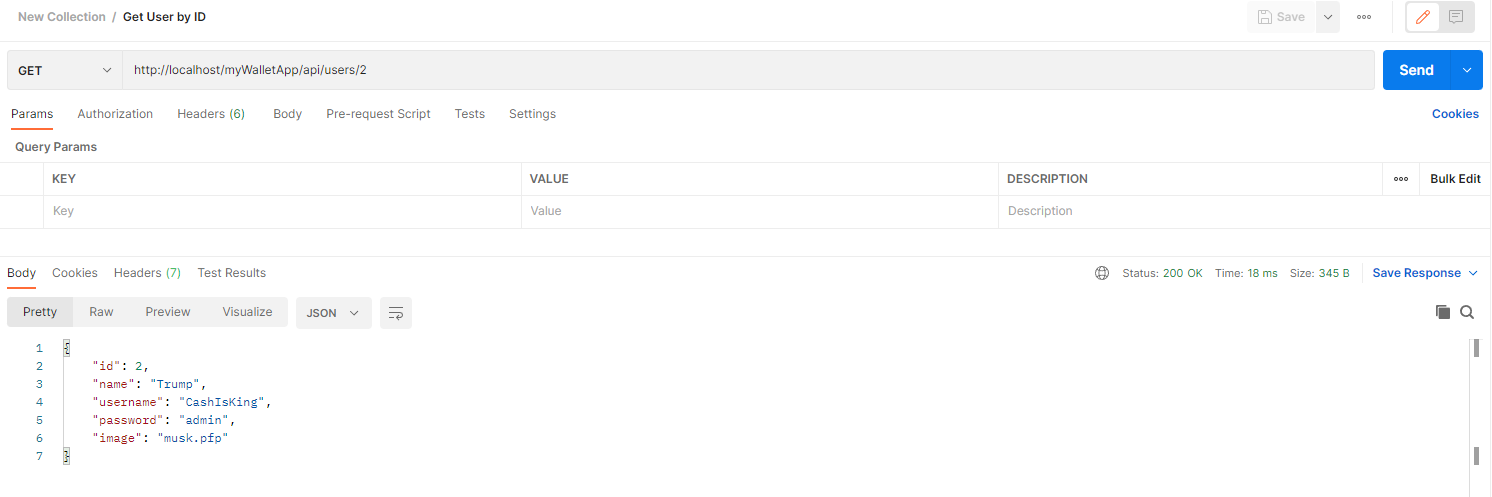 New Collection / Get User by ID
Save
GET http://localhost/myWalletApp/api/users/2 Send
Params Authorization Headers (6) Body Pre-request Script Tests Settings Cookies
Query Params
KEY VALUE DESCRIPTION Bulk Edit
Key Value Description
Body Cookies Headers (7) Test Results Status: 200 OK Time: 18 ms Size: 345 B Save Response
Pretty Raw Preview Visualize JSON
1 {
2 "id": 2,
3 "name": "Trump",
4 "username": "CashIsKing",
5 "password": "admin",
6 "image": "musk.pfp"
7 }